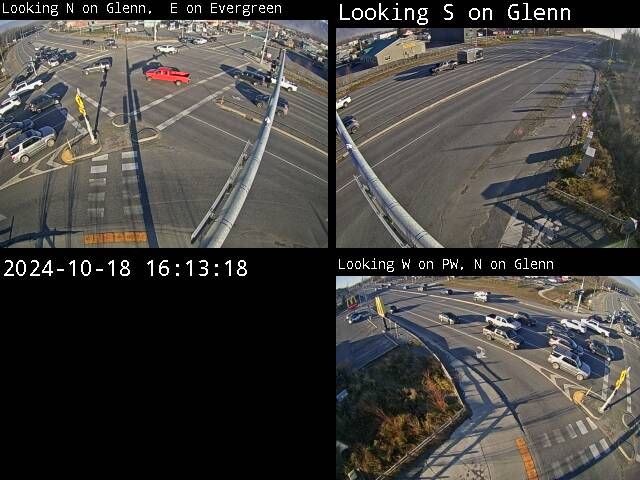 Looking N on Glenn,  E on Evergreen
Looking S on Glenn
2024-10-18 16:13:18
Looking W on PW, N on Glenn